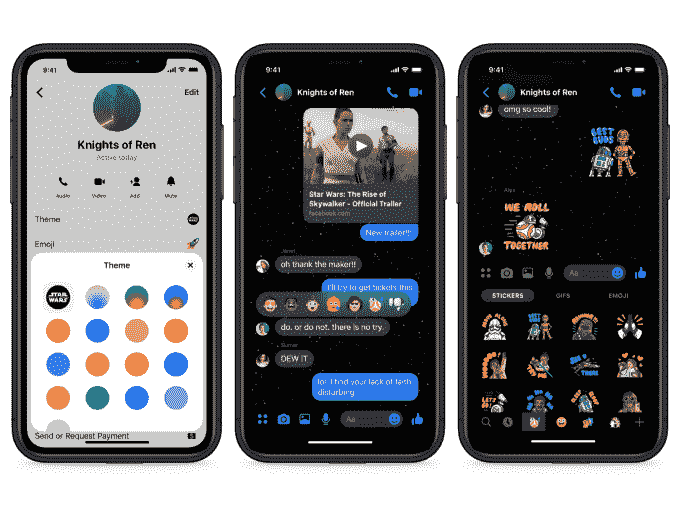 9:41
Edit
Knights of Ren
Active today
Audio
Video
Add
Mute
Theme
Emoji
Theme
STAR
WARS
Send or Request Payment
9:41
Knights of Ren
Star Wars: The Rise of
Skywalker - Official Trailer
facebook.com
New trailer!!!
oh thank the maker!!
I'll try to get tickets this
do. or do not. there is no try.
DEW IT
lol I find your lack of faith
disturbing
Aa
9:41
Knights of Ren
omg so cool!
BEST
BUDS
Alex
WE ROLL
TOGETHER
Aa
STICKERS
GIFS
EMOJI
BEST
BUDS